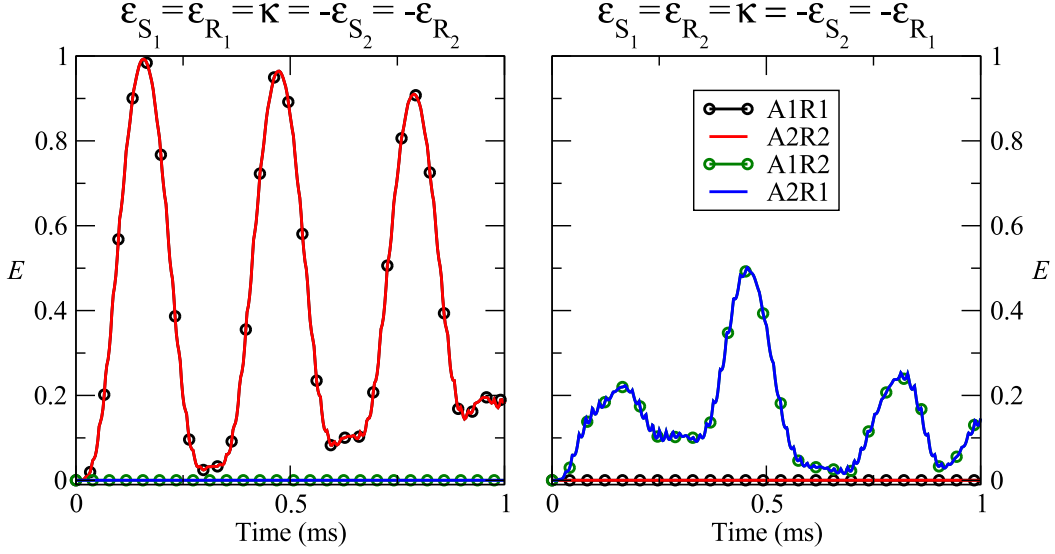 ε_S₁ = ε_R₁ = κ = -ε_S₂ = -ε_R₂
1
0.8
0.6
0.4
0.2
0
E
0
0.5
1
Time (ms)
ε_S₁ = ε_R₂ = κ = -ε_S₂ = -ε_R₁
A1R1
A2R2
A1R2
A2R1
1
0.8
0.6
0.4
0.2
0
E
0
0.5
1
Time (ms)